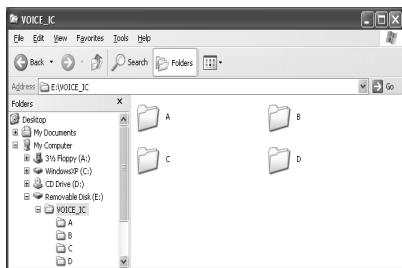 VOICE_IC
File Edit View Favorites Tools Help
Back Search Folders
Address E:\VOICE_IC Go
Folders x
Desktop
My Documents
My Computer
3½ Floppy (A:)
WindowsXP (C:)
CD Drive (D:)
Removable Disk (E:)
VOICE_IC
A
B
C
D
A B
C D